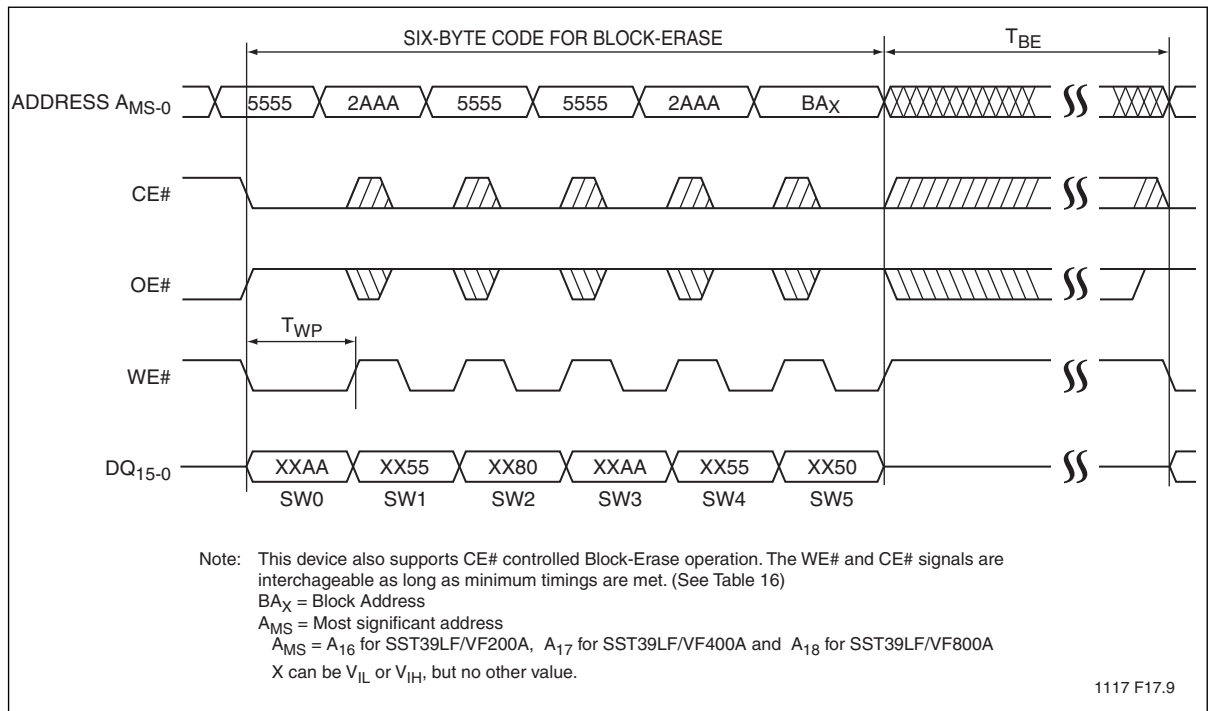 SIX-BYTE CODE FOR BLOCK-ERASE
TBE
ADDRESS AMS-0
5555
2AAA
5555
5555
2AAA
BAX
CE#
OE#
TWP
WE#
DQ15-0
XXAA
XX55
XX80
XXAA
XX55
XX50
SW0
SW1
SW2
SW3
SW4
SW5
Note: This device also supports CE# controlled Block-Erase operation. The WE# and CE# signals are
interchageable as long as minimum timings are met. (See Table 16)
BAX = Block Address
AMS = Most significant address
AMS = A16 for SST39LF/VF200A, A17 for SST39LF/VF400A and A18 for SST39LF/VF800A
X can be VIL or VIH, but no other value.
1117 F17.9